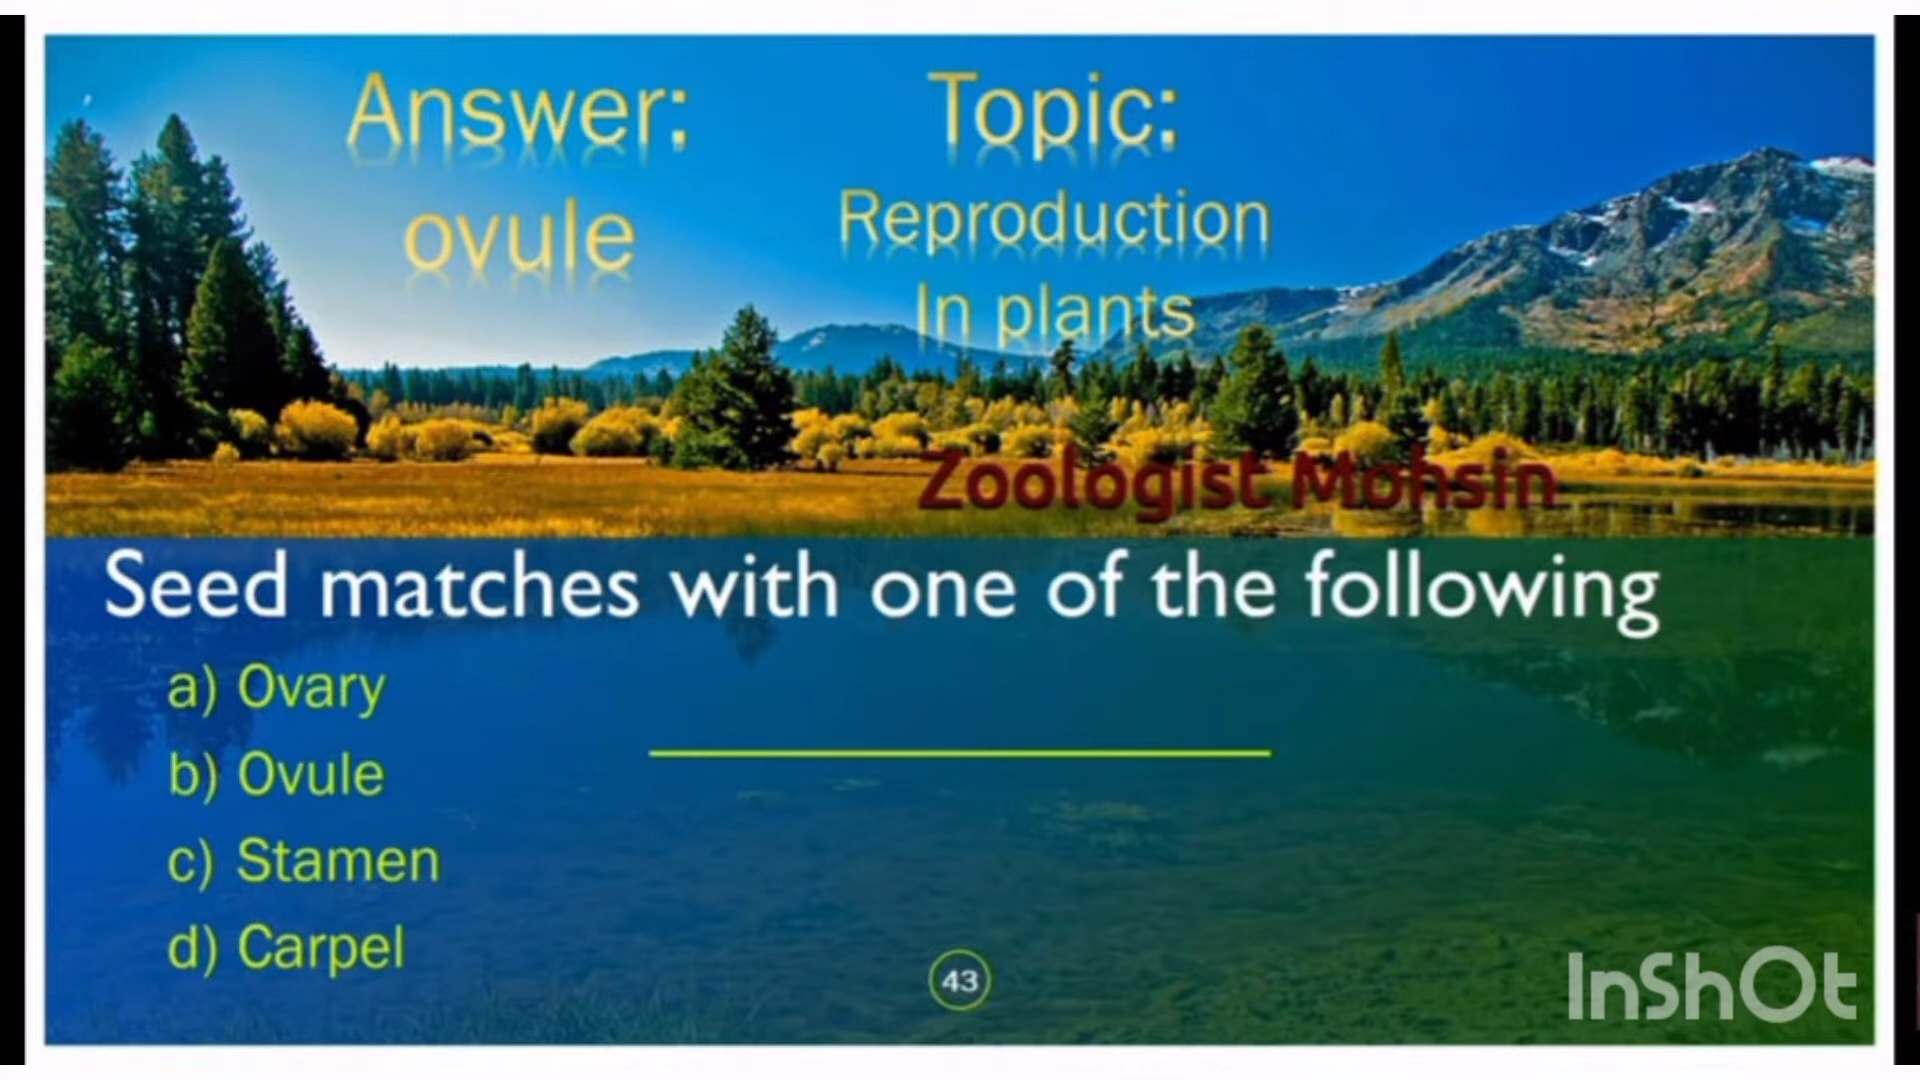 Answer:
ovule
Topic:
Reproduction
In plants
Zoologist Mohsin
Seed matches with one of the following
a) Ovary
b) Ovule
c) Stamen
d) Carpel
43
InShOt